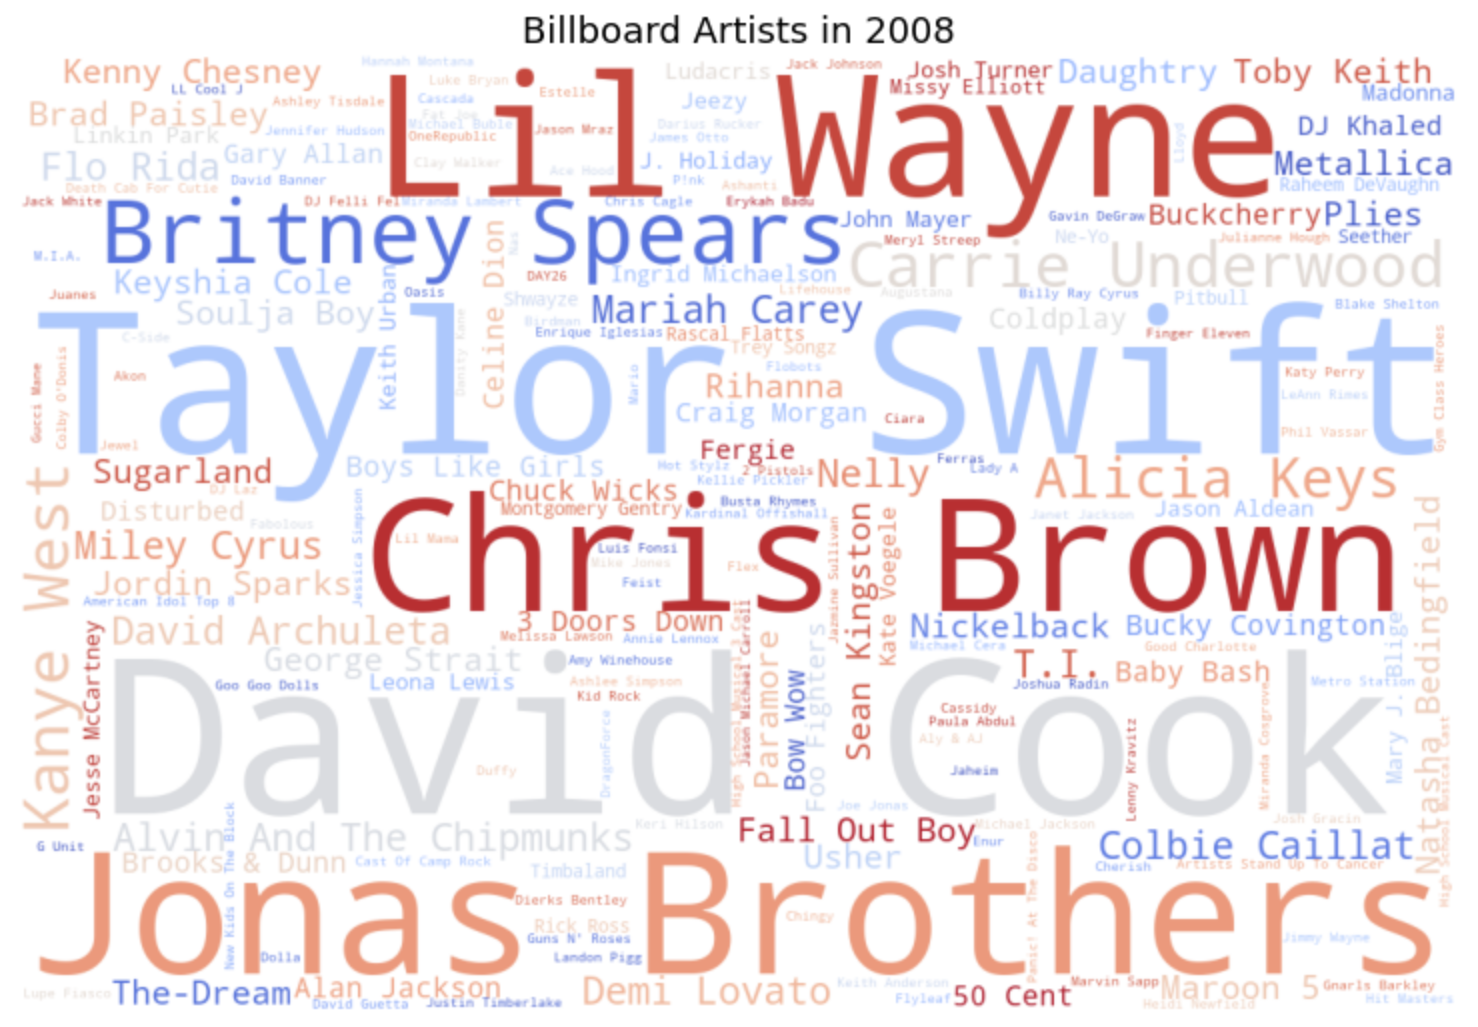 Billboard Artists in 2008
Kenny Chesney
Hannah Montana
Luke Bryan
Ludacris
Jack Johnson
Josh Turner
Daughtry
Toby Keith
LL Cool J
Lil Wayne
Missy Elliott
Madonna
Brad Paisley
Ashley Tisdale
Cascada
Fat Joe
Estelle
Jeezy
Linkin Park
Jennifer Hudson
Michael Buble
OneRepublic
Jason Mraz
Darius Rucker
James Otto
Lloyd
DJ Khaled
Flo Rida
Gary Allan
Clay Walker
Ace Hood
J. Holiday
Metallica
Death Cab For Cutie
David Banner
P!nk
Ashanti
Raheem DeVaughn
Jack White
DJ Felli Fel
Miranda Lambert
Chris Cagle
Erykah Badu
Britney Spears
John Mayer
Gavin DeGraw
Buckcherry
Plies
Meryl Streep
Ne-Yo
Julianne Hough
Seether
M.I.A.
Celine Dion
Nas
Carrie Underwood
Keyshia Cole
Keith Urban
DAY26
Ingrid Michaelson
Juanes
Oasis
Shwayze
Lifehouse
Augustana
Billy Ray Cyrus
Pitbull
Blake Shelton
Soulja Boy
Mariah Carey
Birdman
Coldplay
Taylor Swift
C-Side
Danity Kane
Enrique Iglesias
Rascal Flatts
Finger Eleven
Trey Songz
Gym Class Heroes
Gucci Mane
Colby O'Donis
Akon
Mario
Flobots
Rihanna
Katy Perry
LeAnn Rimes
Craig Morgan
Ciara
Jewel
Fergie
Phil Vassar
Kanye West
Sugarland
Boys Like Girls
Hot Stylz
2 Pistols
Nelly
Ferras
Lady A
Alicia Keys
Kellie Pickler
DJ Laz
Jessica Simpson
Chuck Wicks
Busta Rhymes
Disturbed
Montgomery Gentry
Kardinal Offishall
Janet Jackson
Jason Aldean
Fabolous
Chris Brown
Natasha Bedingfield
Miley Cyrus
Lil Mama
Luis Fonsi
Jazmine Sullivan
Sean Kingston
Kate Voegele
Mike Jones
Flex
Jordin Sparks
Feist
American Idol Top 8
Jesse McCartney
David Archuleta
3 Doors Down
Melissa Lawson
Annie Lennox
High School Musical Cast
Jason Michael Carroll
Paramore
Foo Fighters
Nickelback
Bucky Covington
Mary J. Blige
Michael Cera
Good Charlotte
George Strait
Amy Winehouse
T.I.
Baby Bash
Goo Goo Dolls
Leona Lewis
Ashlee Simpson
Kid Rock
Bow Wow
Joshua Radin
Metro Station
David Cook
DragonForce
Cassidy
Paula Abdul
Aly & AJ
Lenny Kravitz
Miranda Cosgrove
High School Musical Cast
Duffy
Jaheim
Joe Jonas
Alvin And The Chipmunks
New Kids On The Block
Keri Hilson
Fall Out Boy
Michael Jackson
Josh Gracin
G Unit
Enur
Panic! At The Disco
Colbie Caillat
Brooks & Dunn
Cast Of Camp Rock
Timbaland
Usher
Cherish
Artists Stand Up To Cancer
Jonas Brothers
Dierks Bentley
Chingy
Rick Ross
Guns N' Roses
Jimmy Wayne
Dolla
Landon Pigg
Lupe Fiasco
The-Dream
Alan Jackson
David Guetta
Justin Timberlake
Demi Lovato
Keith Anderson
Flyleaf
50 Cent
Marvin Sapp
Heidi Newfield
Maroon 5
Gnarls Barkley
Hit Masters